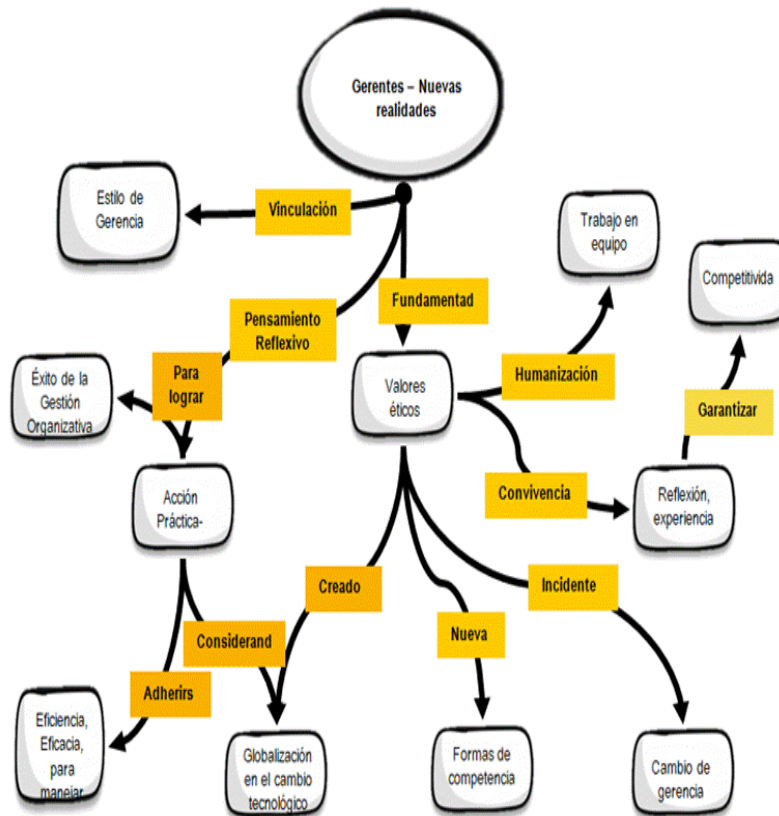 Gerentes – Nuevas
realidades
Estilo de
Gerencia
Vinculación
Trabajo en
equipo
Competitivida
Fundamentad
Pensamiento
Reflexivo
Para
lograr
Humanización
Éxito de la
Gestión
Organizativa
Valores
éticos
Garantizar
Convivencia
Acción
Práctica-
Reflexión,
experiencia
Creado
Incidente
Considerand
Nueva
Adherirs
Eficiencia,
Eficacia,
para
manejar
Globalización
en el cambio
tecnológico
Formas de
competencia
Cambio de
gerencia